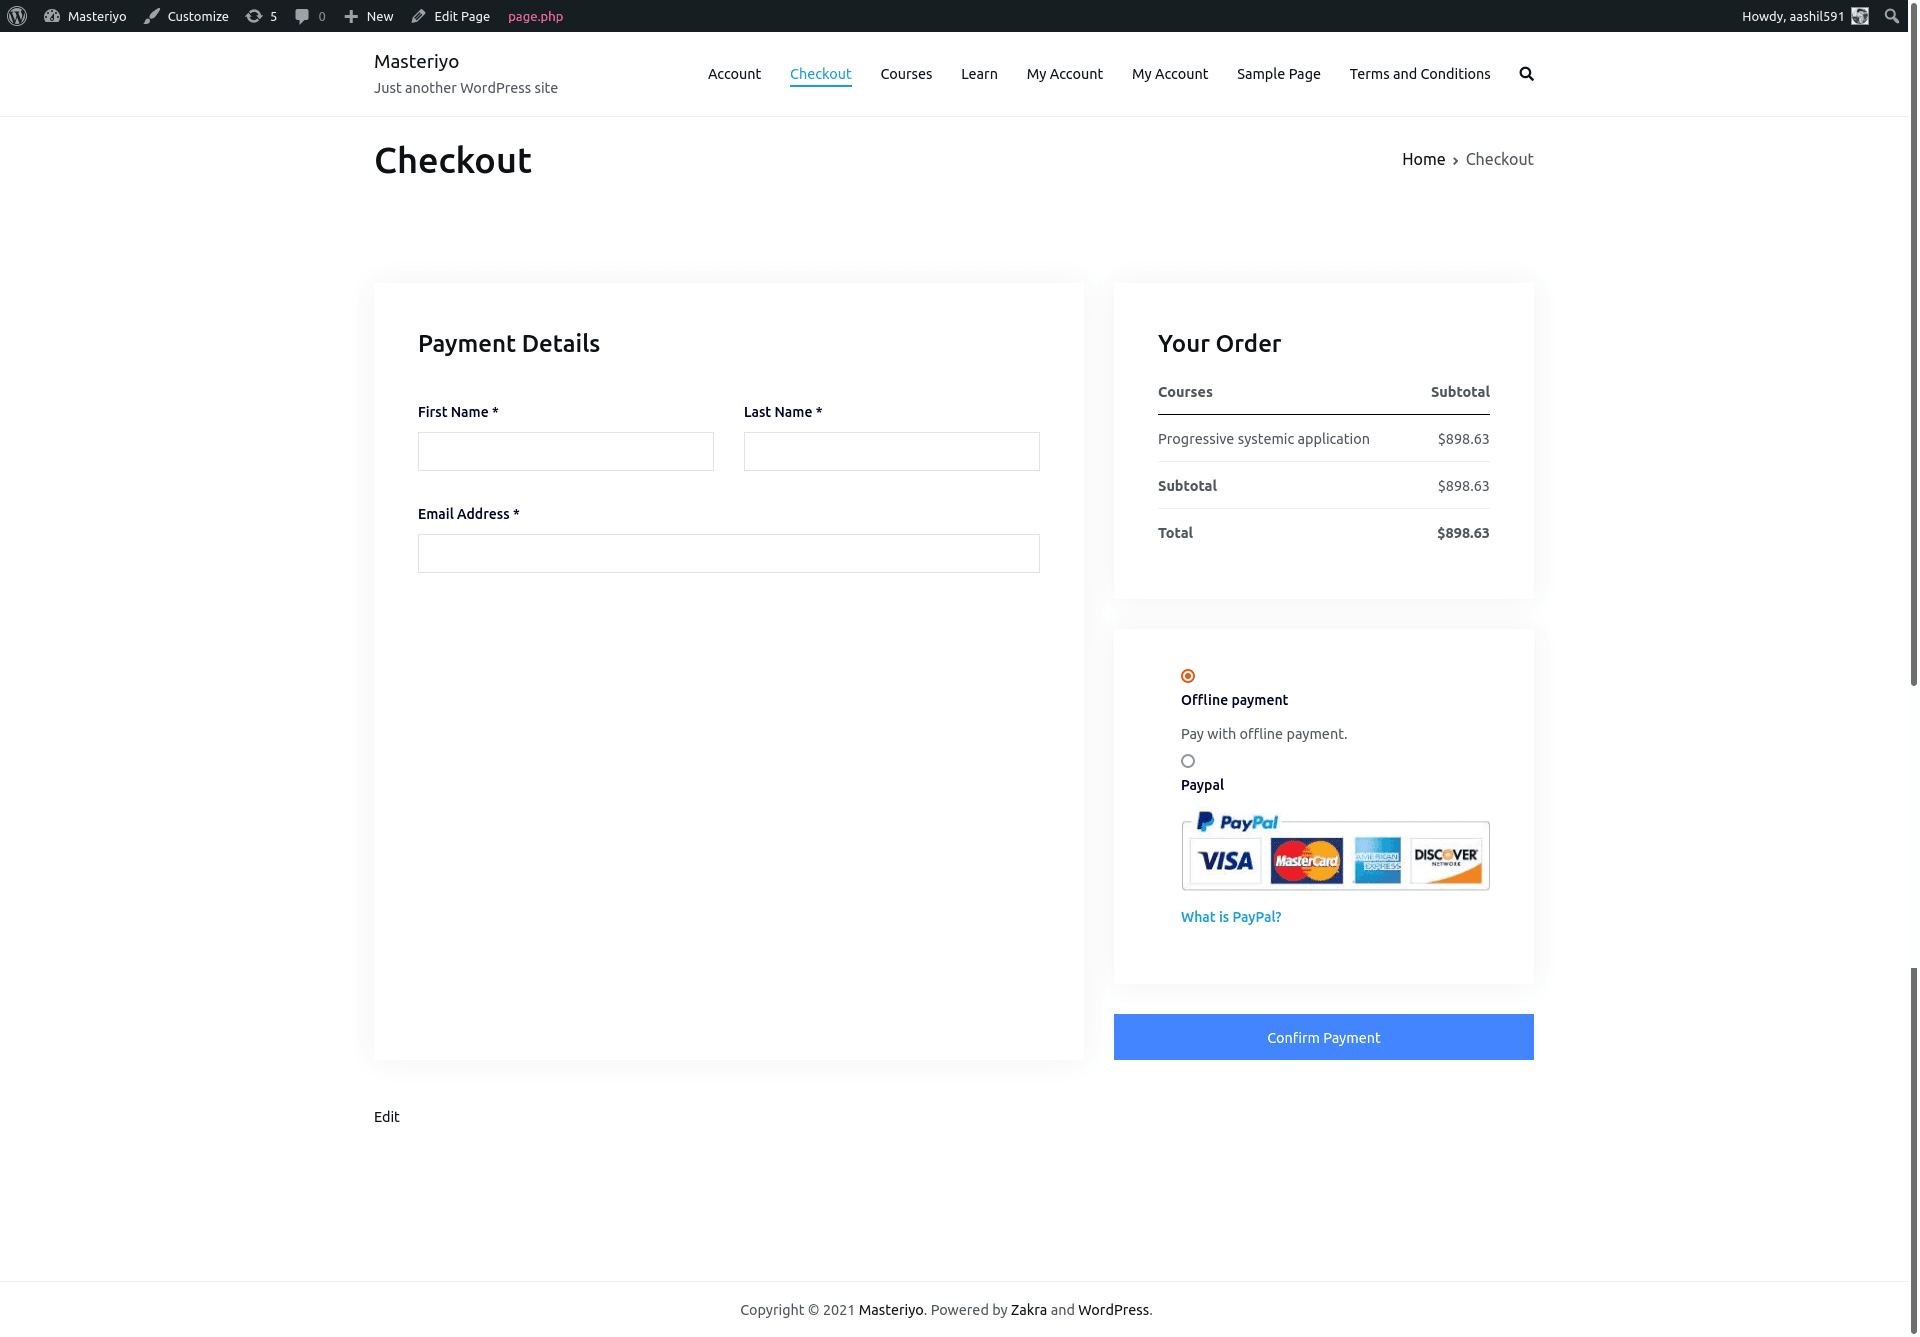 Masteriyo Customize 5 0 New Edit Page page.php Howdy, aashil591
Masteriyo
Just another WordPress site
Account Checkout Courses Learn My Account My Account Sample Page Terms and Conditions
Checkout
Home › Checkout
Payment Details
First Name * Last Name *
Email Address *
Your Order
Courses Subtotal
Progressive systemic application $898.63
Subtotal $898.63
Total $898.63
Offline payment
Pay with offline payment.
Paypal
PayPal
VISA MasterCard AMERICAN EXPRESS DISCOVER NETWORK
What is PayPal?
Confirm Payment
Edit
Copyright © 2021 Masteriyo. Powered by Zakra and WordPress.